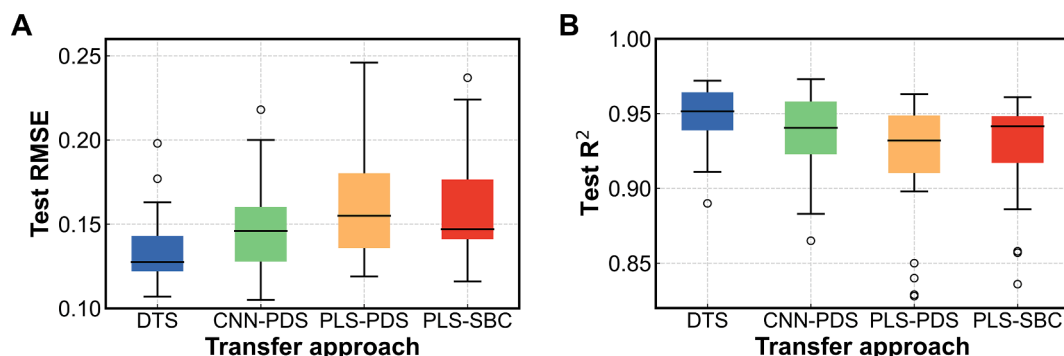 A
Test RMSE
0.25
0.20
0.15
0.10
DTS CNN-PDS PLS-PDS PLS-SBC
Transfer approach
B
Test R²
1.00
0.95
0.90
0.85
DTS CNN-PDS PLS-PDS PLS-SBC
Transfer approach